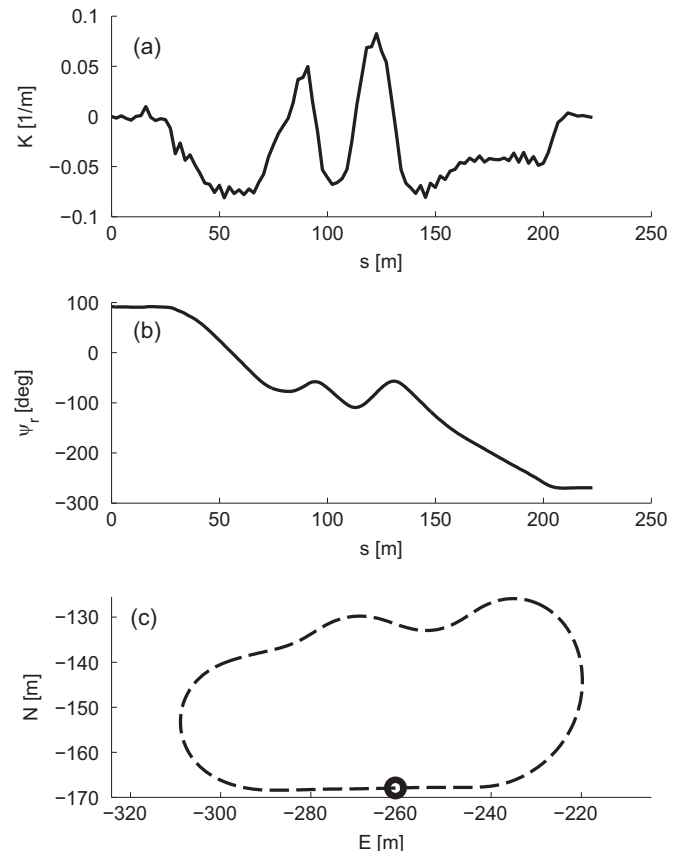 0.1
(a)
0.05
0
−0.05
−0.1
K [1/m]
0 50 100 150 200 250
s [m]
100
(b)
0
−100
−200
−300
ψr [deg]
0 50 100 150 200 250
s [m]
(c)
−130
−140
−150
−160
−170
N [m]
−320 −300 −280 −260 −240 −220
E [m]